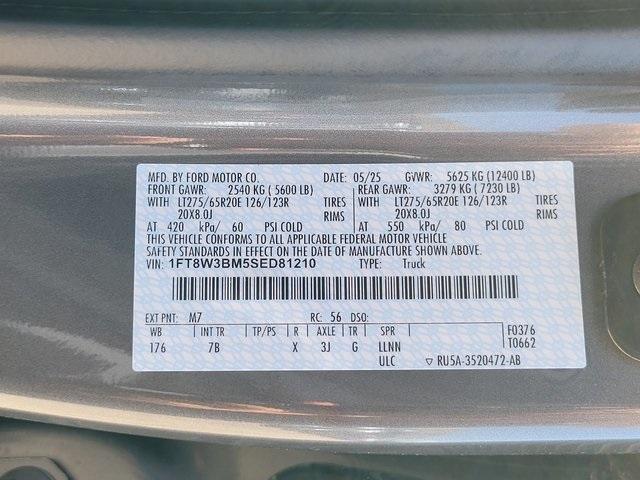 MFD. BY FORD MOTOR CO. DATE: 05/25 GVWR: 5625 KG (12400 LB)
FRONT GAWR: 2540 KG (5600 LB) REAR GAWR: 3279 KG (7230 LB)
WITH LT275/65R20E 126/123R TIRES WITH LT275/65R20E 126/123R TIRES
20X8.0J RIMS 20X8.0J RIMS
AT 420 kPa/ 60 PSI COLD AT 550 kPa/ 80 PSI COLD
THIS VEHICLE CONFORMS TO ALL APPLICABLE FEDERAL MOTOR VEHICLE
SAFETY STANDARDS IN EFFECT ON THE DATE OF MANUFACTURE SHOWN ABOVE.
VIN: 1FT8W3BM5SED81210 TYPE: Truck
EXT PNT: M7 RC: 56 DSO:
WB INT TR TP/PS R AXLE TR SPR F0376
176 7B X 3J G LLNN T0662
ULC ▼ RU5A-3520472-AB